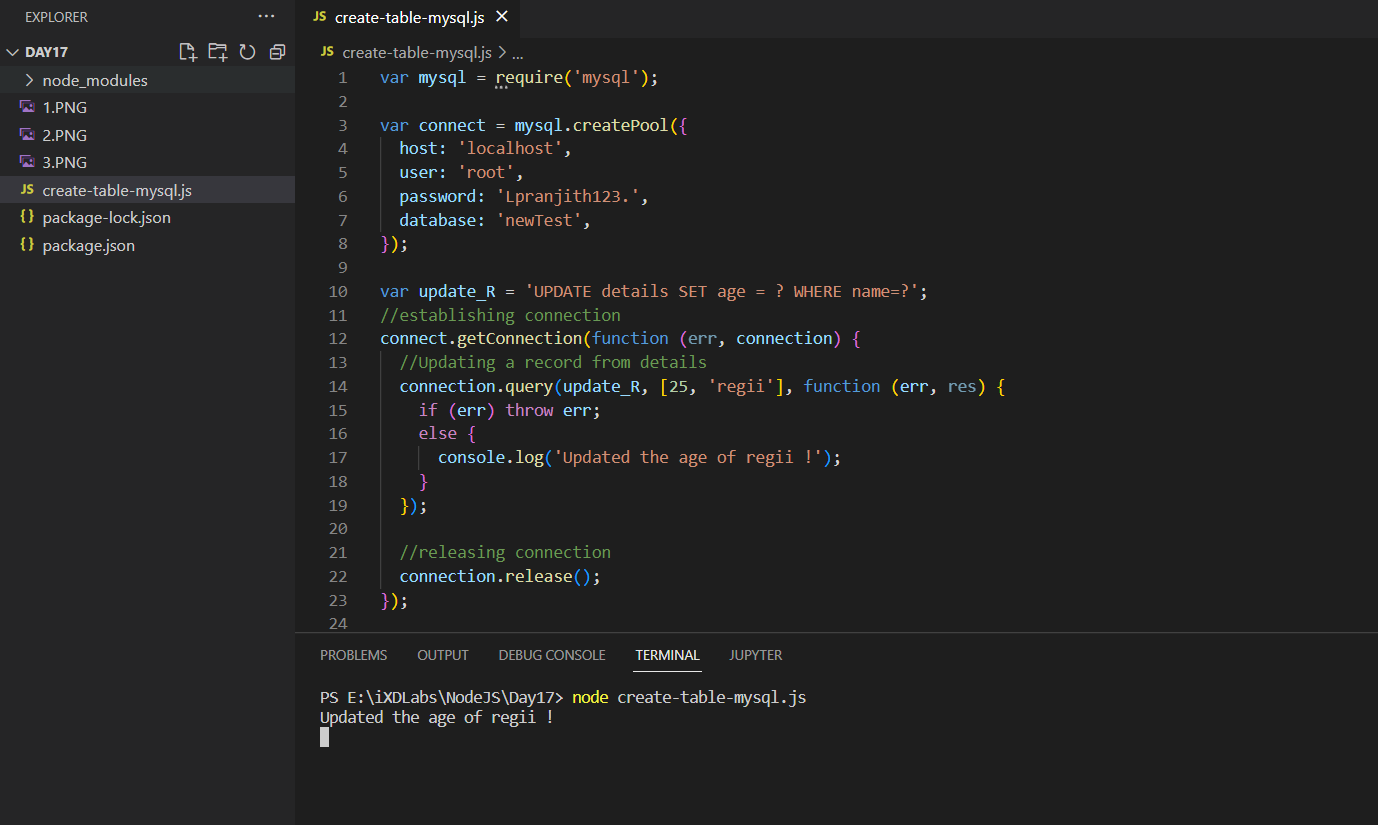 EXPLORER
···
DAY17
node_modules
1.PNG
2.PNG
3.PNG
JS create-table-mysql.js
{} package-lock.json
{} package.json
JS create-table-mysql.js
JS create-table-mysql.js > ...
1 var mysql = require('mysql');
2
3 var connect = mysql.createPool({
4   host: 'localhost',
5   user: 'root',
6   password: 'Lpranjith123.',
7   database: 'newTest',
8 });
9
10 var update_R = 'UPDATE details SET age = ? WHERE name=?';
11 //establishing connection
12 connect.getConnection(function (err, connection) {
13   //Updating a record from details
14   connection.query(update_R, [25, 'regii'], function (err, res) {
15     if (err) throw err;
16     else {
17       console.log('Updated the age of regii !');
18     }
19   });
20
21   //releasing connection
22   connection.release();
23 });
24
PROBLEMS OUTPUT DEBUG CONSOLE TERMINAL JUPYTER
PS E:\iXDLabs\NodeJS\Day17> node create-table-mysql.js
Updated the age of regii !